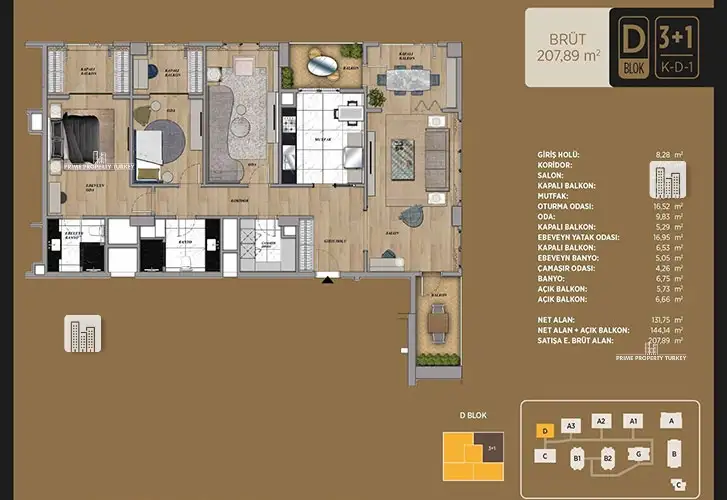 BRÜT
207,89 m²
D
BLOK
3+1
K-D-1
KAPALI
BALKON
KAPALI
BALKON
BALKON
KAPALI
BALKON
ODA
MUTFAK
PRIME PROPERTY TURKEY
EBEVEYN
ODA
ODA
KORİDOR
EBEVEYN
BANYO
BANYO
ÇAMAŞIR
ODASI
GİRİŞ HOLÜ
SALON
BALKON
GİRİŞ HOLÜ: 8,28 m²
KORİDOR:
SALON:
KAPALI BALKON:
MUTFAK:
OTURMA ODASI: 16,52 m²
ODA: 9,83 m²
KAPALI BALKON: 5,29 m²
EBEVEYN YATAK ODASI: 16,95 m²
KAPALI BALKON: 6,53 m²
EBEVEYN BANYO: 5,05 m²
ÇAMAŞIR ODASI: 4,26 m²
BANYO: 6,75 m²
AÇIK BALKON: 5,73 m²
AÇIK BALKON: 6,66 m²
NET ALAN: 131,75 m²
NET ALAN + AÇIK BALKON: 144,14 m²
SATIŞA E. BRÜT ALAN: 207,89 m²
PRIME PROPERTY TURKEY
D BLOK
3+1
D
A3
A2
A1
A
C
B1
B2
G
B
C